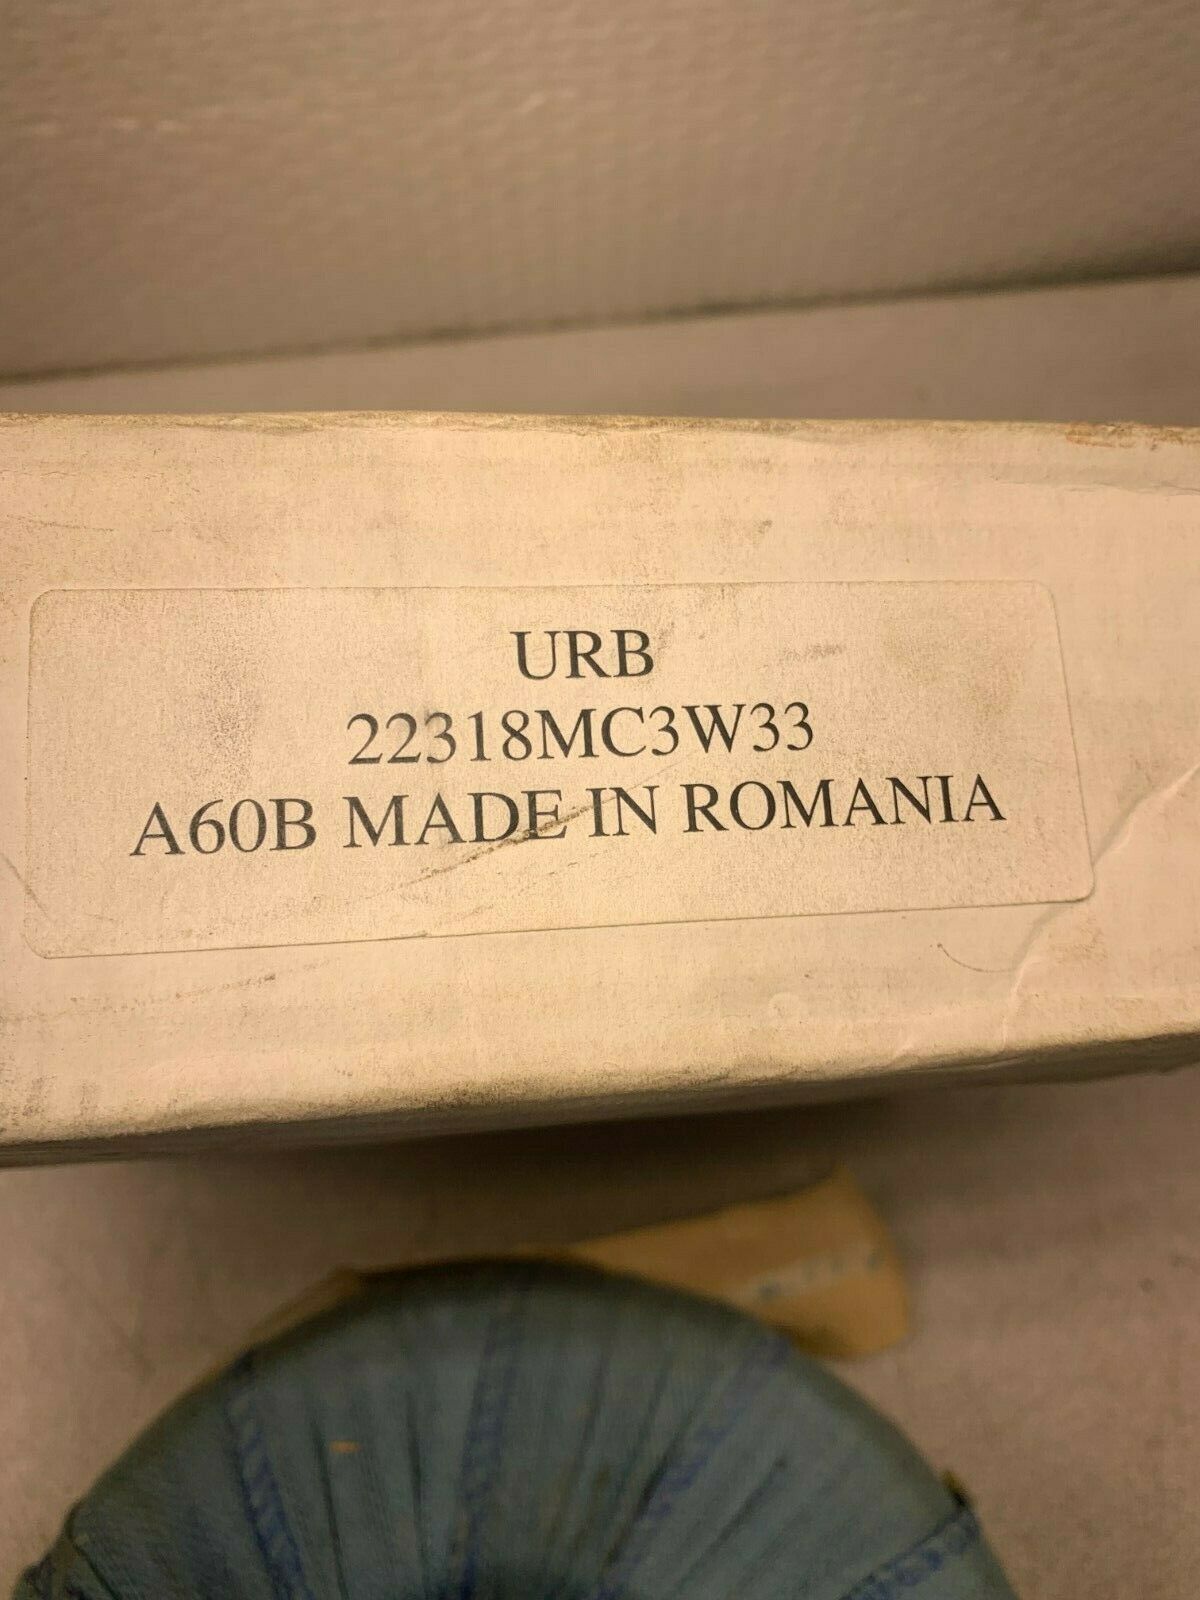 URB
22318MC3W33
A60B MADE IN ROMANIA